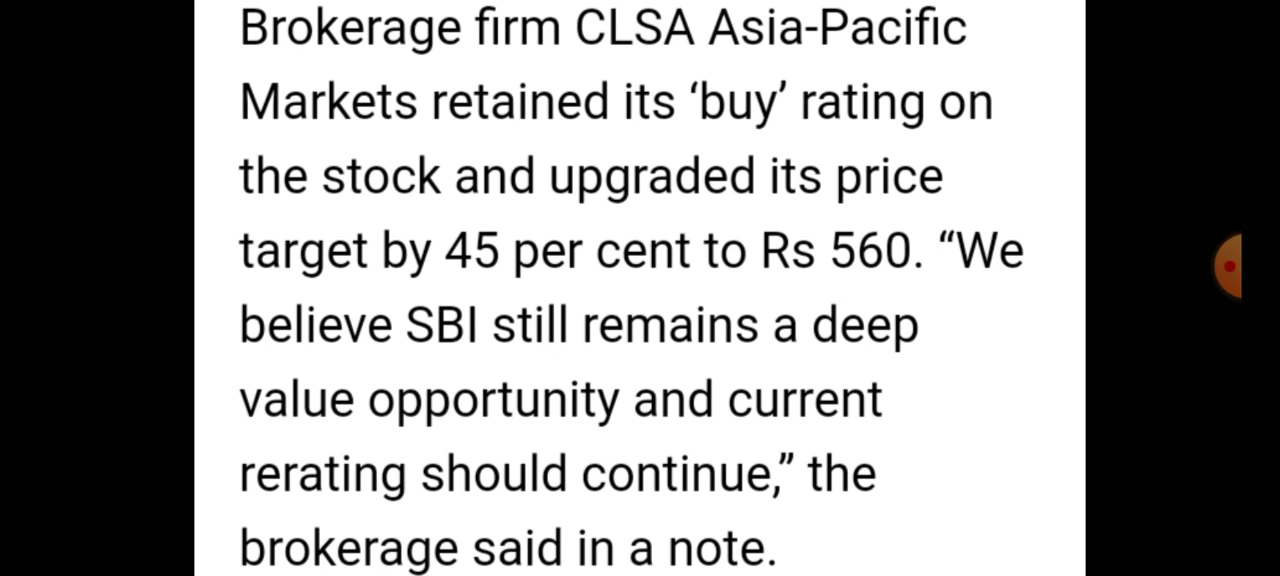 Brokerage firm CLSA Asia-Pacific
Markets retained its ‘buy’ rating on
the stock and upgraded its price
target by 45 per cent to Rs 560. “We
believe SBI still remains a deep
value opportunity and current
rerating should continue,” the
brokerage said in a note.